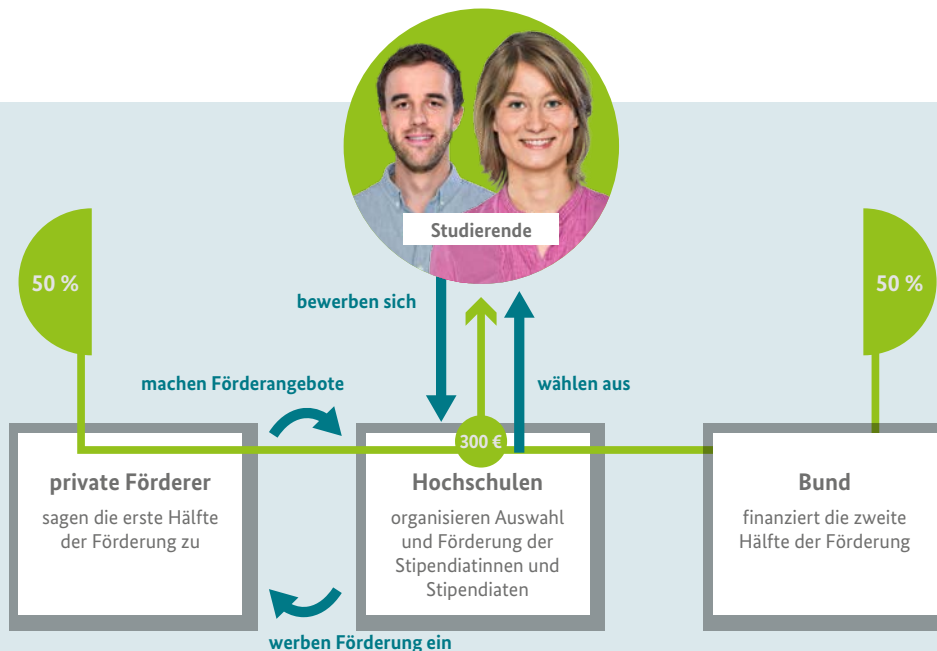 Studierende
50 %
50 %
bewerben sich
machen Förderangebote
wählen aus
300 €
private Förderer
sagen die erste Hälfte
der Förderung zu
Hochschulen
organisieren Auswahl
und Förderung der
Stipendiatinnen und
Stipendiaten
Bund
finanziert die zweite
Hälfte der Förderung
werben Förderung ein